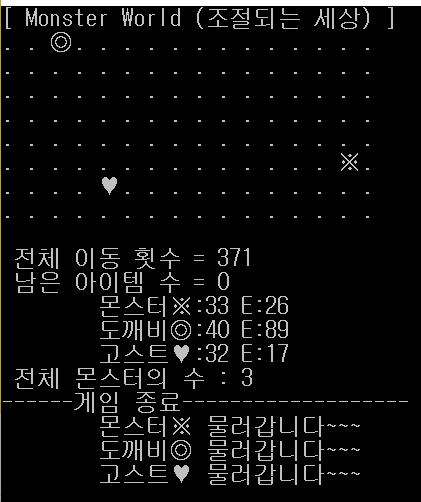 [ Monster World (조절되는 세상) ]
. . ◎. . . . . . . . . . . . .
. . . . . . . . . . . . . . . .
. . . . . . . . . . . . . . . .
. . . . . . . . . . . . . . . .
. . . . . . . . . . . . . . . .
. . . . . . . . . . . . . . ※.
. . . . ♥. . . . . . . . . . .
. . . . . . . . . . . . . . . .
전체 이동 횟수 = 371
남은 아이템 수 = 0
몬스터※:33 E:26
도깨비◎:40 E:89
고스트♥:32 E:17
전체 몬스터의 수 : 3
------게임 종료-------------------
몬스터※ 물러갑니다~~~
도깨비◎ 물러갑니다~~~
고스트♥ 물러갑니다~~~